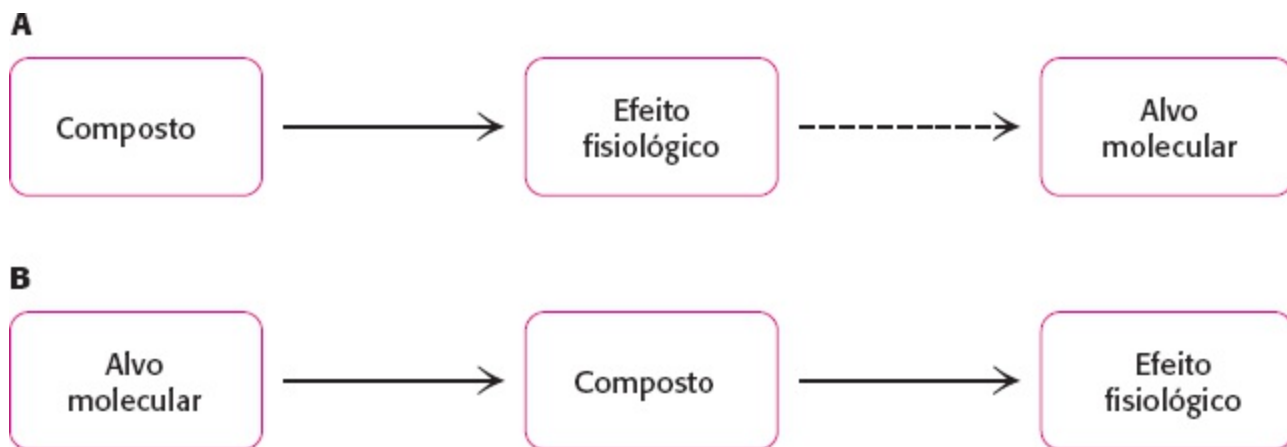 A
Composto
Efeito
fisiológico
Alvo
molecular
B
Alvo
molecular
Composto
Efeito
fisiológico